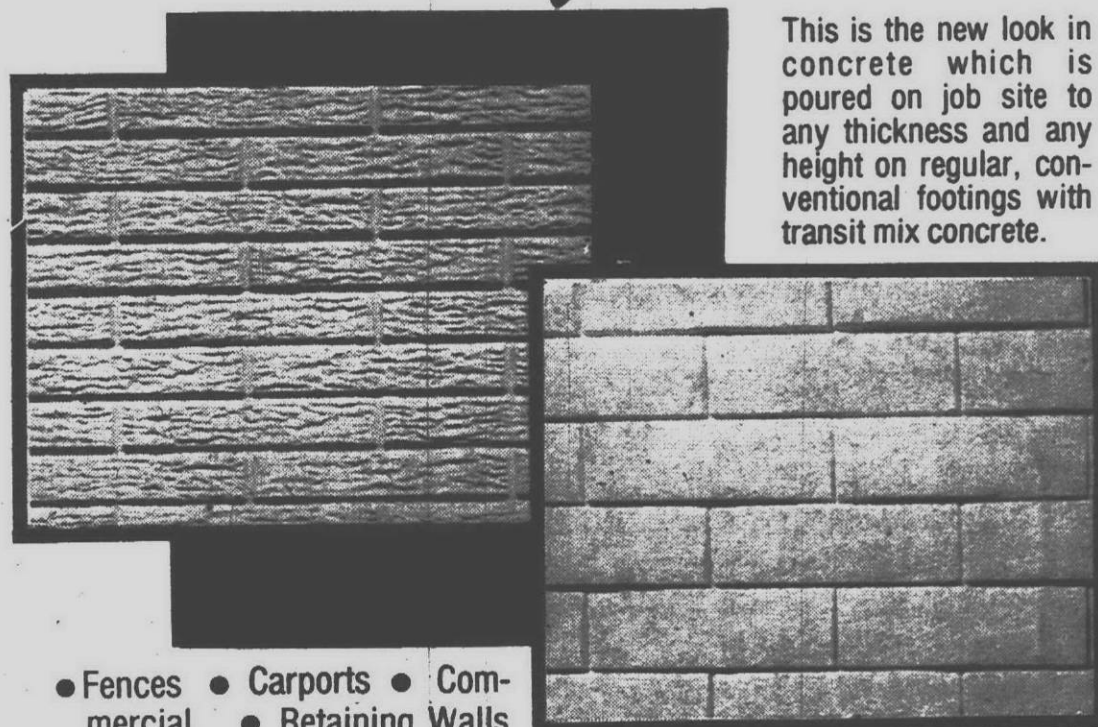 This is the new look in
concrete which is
poured on job site to
any thickness and any
height on regular, con-
ventional footings with
transit mix concrete.
● Fences ● Carports ● Com-
mercial ● Retaining Walls